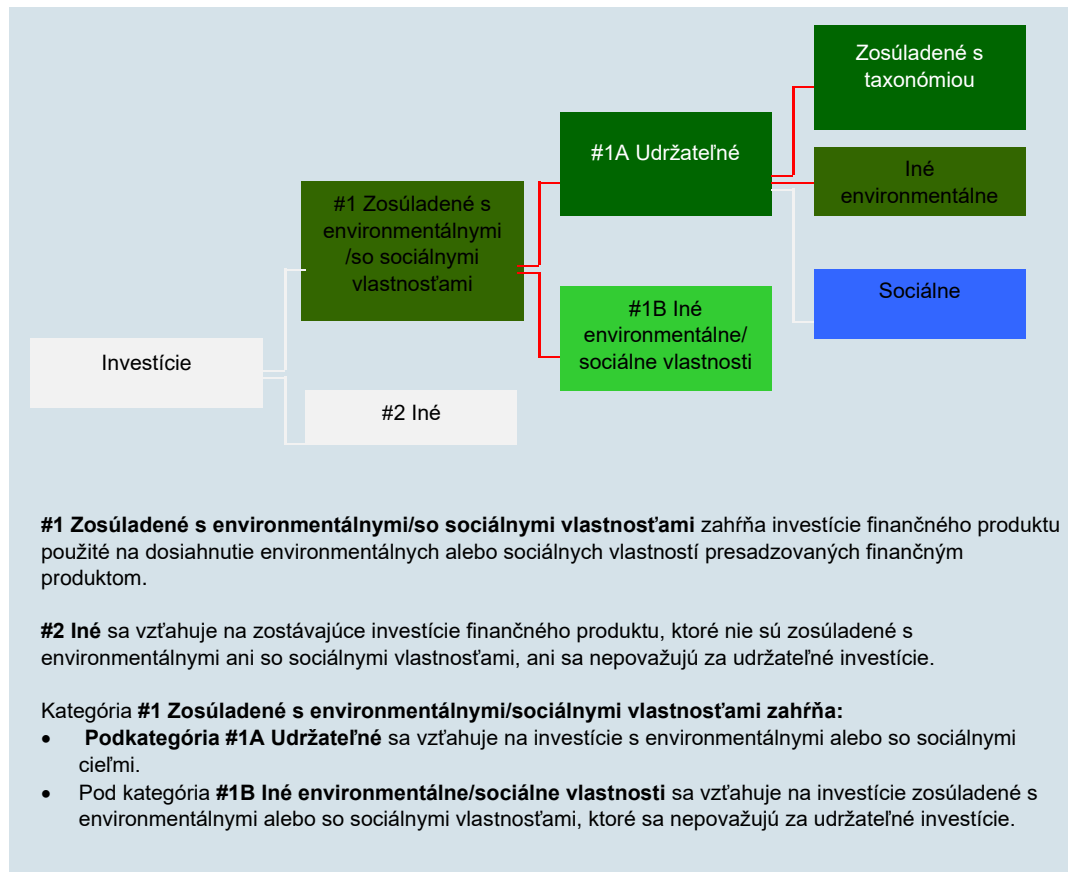 Zosúladené s
taxonómiou
#1A Udržateľné
Iné
environmentálne
#1 Zosúladené s
environmentálnymi
/so sociálnymi
vlastnosťami
Sociálne
#1B Iné
environmentálne/
sociálne vlastnosti
Investície
#2 Iné
#1 Zosúladené s environmentálnymi/so sociálnymi vlastnosťami zahŕňa investície finančného produktu
použité na dosiahnutie environmentálnych alebo sociálnych vlastností presadzovaných finančným
produktom.
#2 Iné sa vzťahuje na zostávajúce investície finančného produktu, ktoré nie sú zosúladené s
environmentálnymi ani so sociálnymi vlastnosťami, ani sa nepovažujú za udržateľné investície.
Kategória #1 Zosúladené s environmentálnymi/sociálnymi vlastnosťami zahŕňa:
• Podkategória #1A Udržateľné sa vzťahuje na investície s environmentálnymi alebo so sociálnymi
cieľmi.
• Pod kategória #1B Iné environmentálne/sociálne vlastnosti sa vzťahuje na investície zosúladené s
environmentálnymi alebo so sociálnymi vlastnosťami, ktoré sa nepovažujú za udržateľné investície.